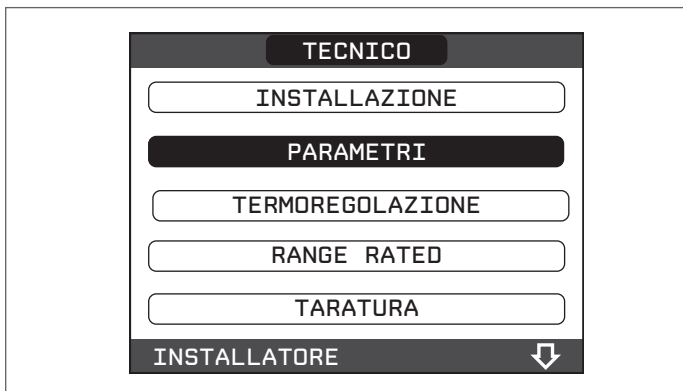 TECNICO
INSTALLAZIONE
PARAMETRI
TERMOREGOLAZIONE
RANGE RATED
TARATURA
INSTALLATORE